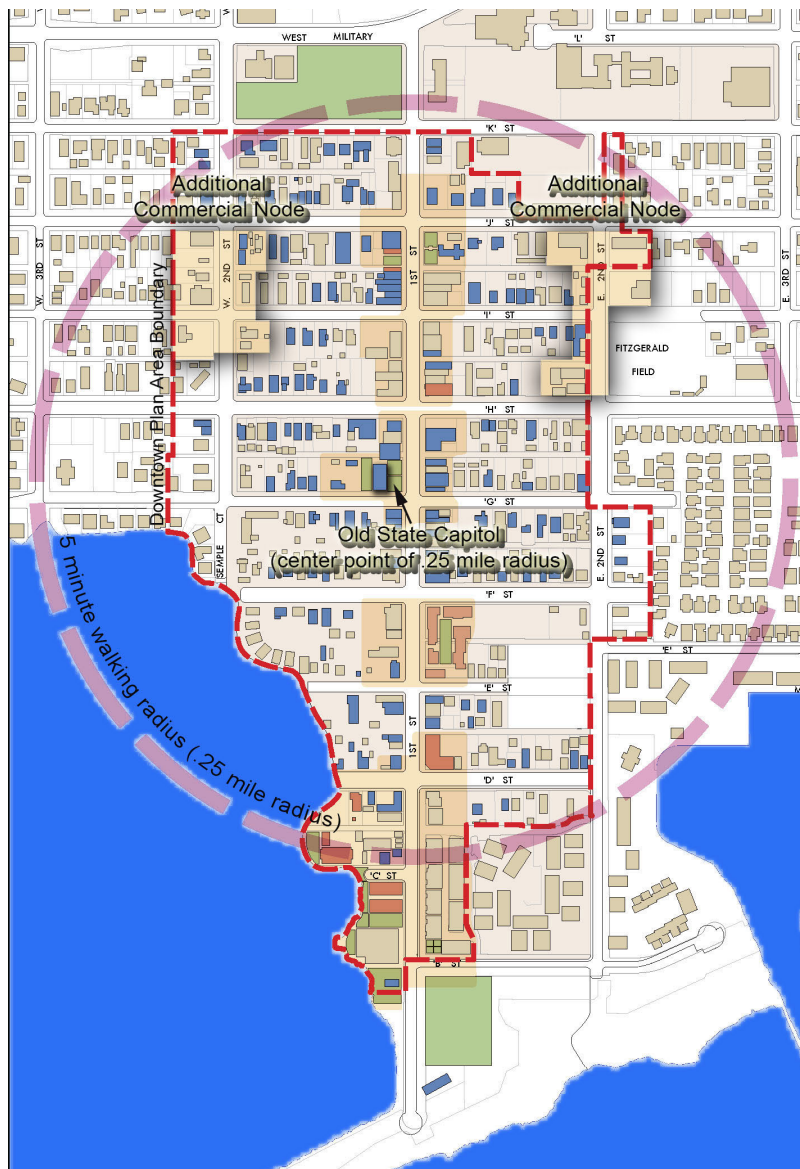 WEST MILITARY
'L' ST
'K' ST
Additional
Commercial Node
Additional
Commercial Node
'J' ST
W. 3RD ST
W. 2ND ST
1ST ST
E. 2ND ST
E. 3RD ST
'I' ST
FITZGERALD
FIELD
Downtown Plan Area Boundary
'H' ST
'G' ST
Old State Capitol
(center point of .25 mile radius)
SEMPLE CT
E. 2ND ST
'F' ST
5 minute walking radius (.25 mile radius)
'E' ST
'E' ST
1ST ST
'D' ST
'C' ST
'B' ST